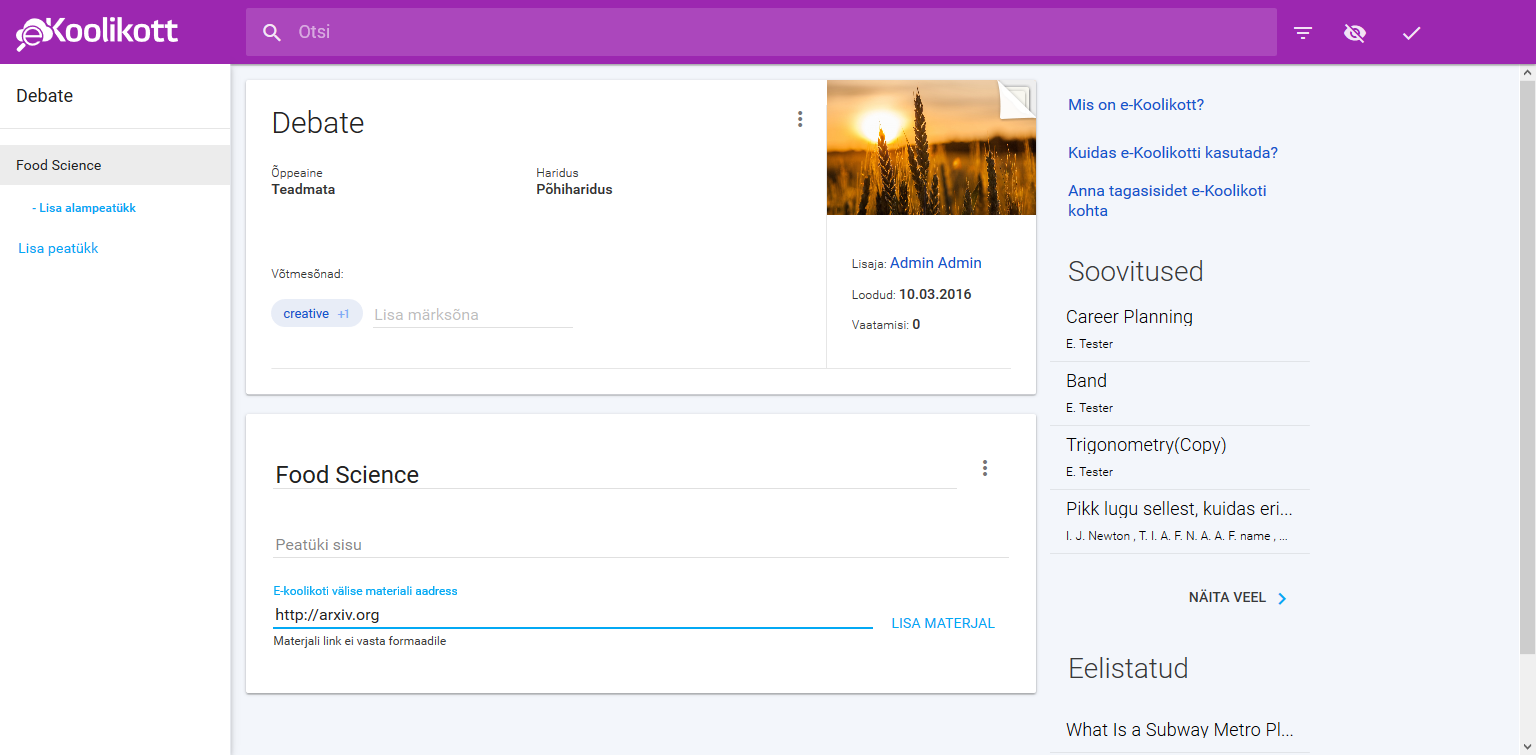 eKoolikott
Otsi
Debate
Food Science
- Lisa alampeatükk
Lisa peatükk
Debate
Õppeaine
Teadmata
Haridus
Põhiharidus
Võtmesõnad:
creative +1
Lisa märksõna
Lisaja: Admin Admin
Loodud: 10.03.2016
Vaatamisi: 0
Food Science
Peatüki sisu
E-koolikoti välise materiali aadress
http://arxiv.org
LISA MATERJAL
Materjali link ei vasta formaadile
Mis on e-Koolikott?
Kuidas e-Koolikotti kasutada?
Anna tagasisidet e-Koolikoti
kohta
Soovitused
Career Planning
E. Tester
Band
E. Tester
Trigonometry(Copy)
E. Tester
Pikk lugu sellest, kuidas eri...
I. J. Newton , T. I. A. F. N. A. A. F. name , ...
NÄITA VEEL
Eelistatud
What Is a Subway Metro Pl...